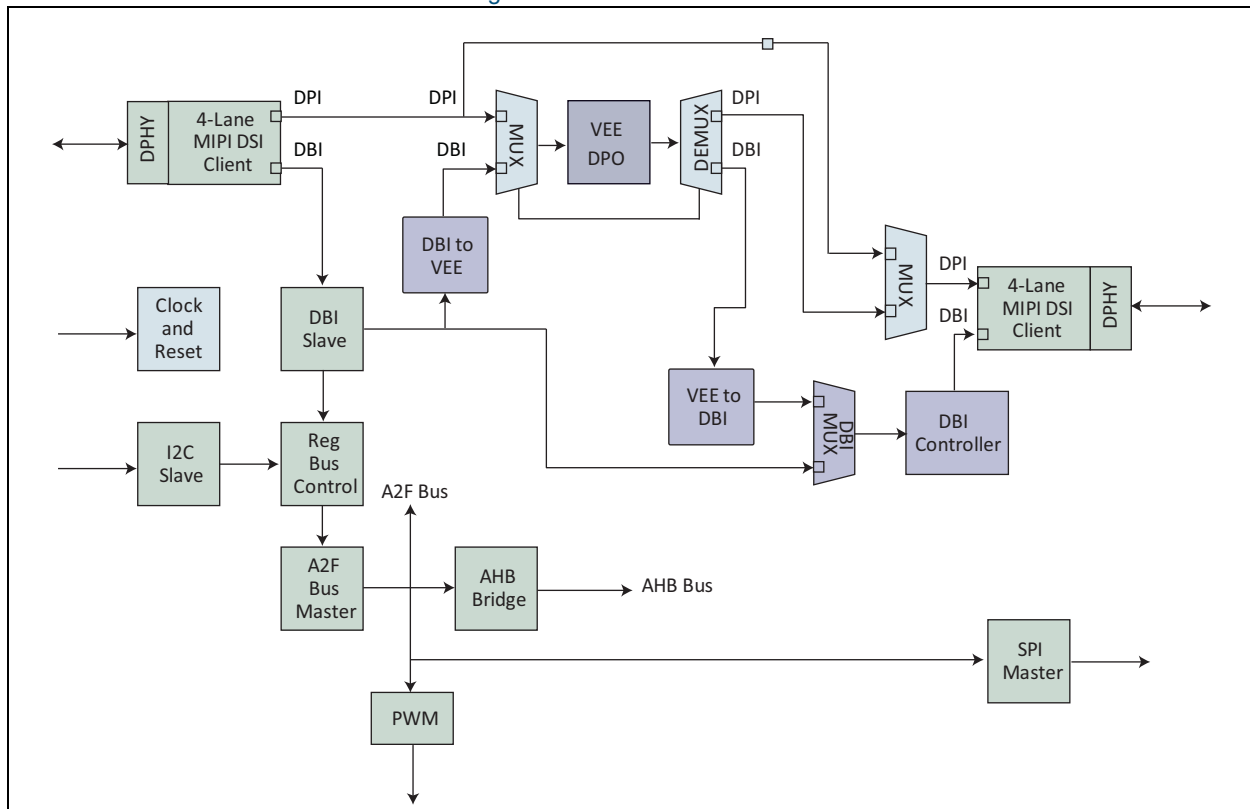 DPHY
4-Lane
MIPI DSI
Client
DPI
DBI
DPI
DBI
MUX
VEE
DPO
DEMUX
DPI
DBI
DBI to
VEE
MUX
DPI
DBI
4-Lane
MIPI DSI
Client
DPHY
Clock
and
Reset
DBI
Slave
VEE to
DBI
DBI
MUX
DBI
Controller
I2C
Slave
Reg
Bus
Control
A2F Bus
A2F
Bus
Master
AHB
Bridge
AHB Bus
SPI
Master
PWM